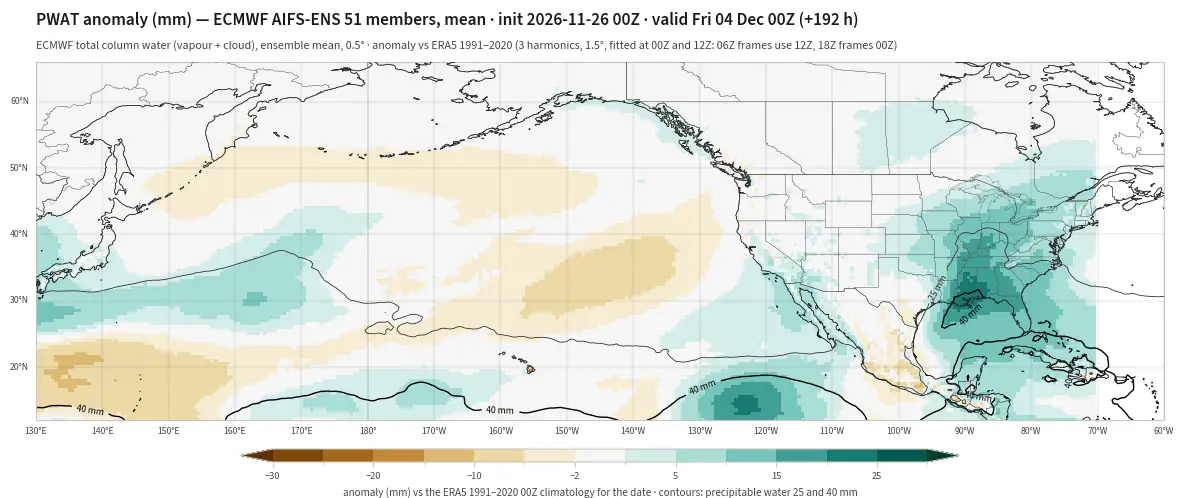 PWAT anomaly (mm) — ECMWF AIFS-ENS 51 members, mean · init 2026-11-26 00Z · valid Fri 04 Dec 00Z (+192 h)
ECMWF total column water (vapour + cloud), ensemble mean, 0.5° · anomaly vs ERA5 1991–2020 (3 harmonics, 1.5°, fitted at 00Z and 12Z: 06Z frames use 12Z, 18Z frames 00Z)
60°N
50°N
40°N
30°N
20°N
25 mm
40 mm
40 mm
40 mm
40 mm
40 mm
130°E 140°E 150°E 160°E 170°E 180° 170°W 160°W 150°W 140°W 130°W 120°W 110°W 100°W 90°W 80°W 70°W 60°W
−30 −20 −10 −2 5 15 25
anomaly (mm) vs the ERA5 1991–2020 00Z climatology for the date · contours: precipitable water 25 and 40 mm